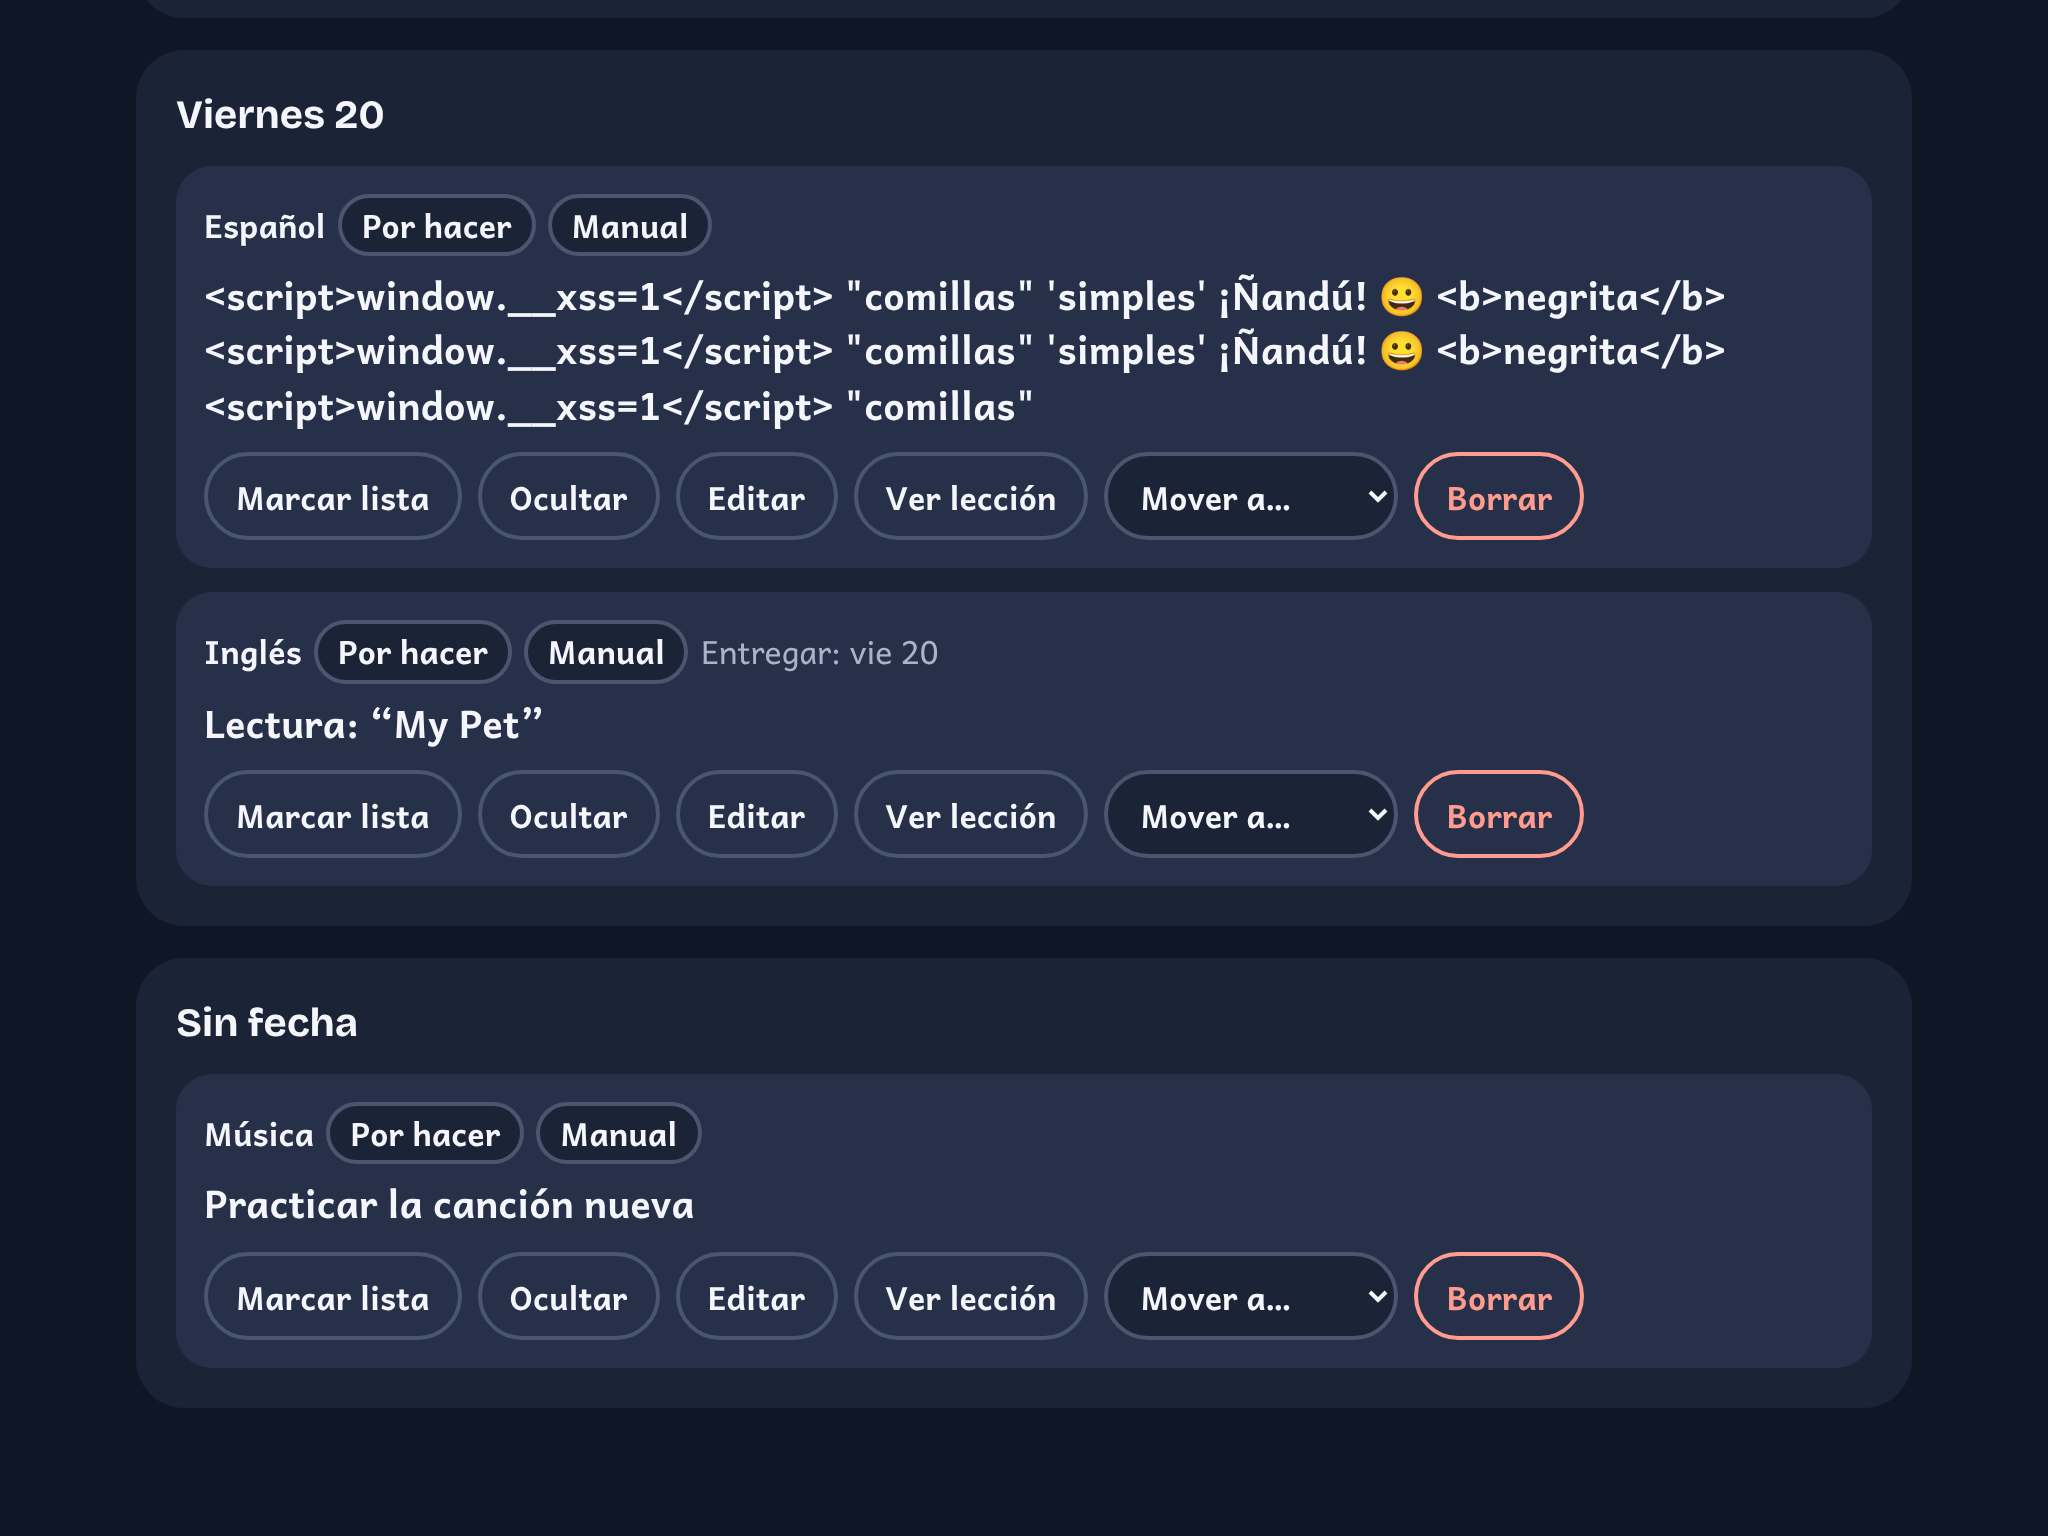 Viernes 20
Español Por hacer Manual
<script>window.__xss=1</script> "comillas" 'simples' ¡Ñandú! 😀 <b>negrita</b>
<script>window.__xss=1</script> "comillas" 'simples' ¡Ñandú! 😀 <b>negrita</b>
<script>window.__xss=1</script> "comillas"
Marcar lista Ocultar Editar Ver lección Mover a... Borrar
Inglés Por hacer Manual Entregar: vie 20
Lectura: “My Pet”
Marcar lista Ocultar Editar Ver lección Mover a... Borrar
Sin fecha
Música Por hacer Manual
Practicar la canción nueva
Marcar lista Ocultar Editar Ver lección Mover a... Borrar